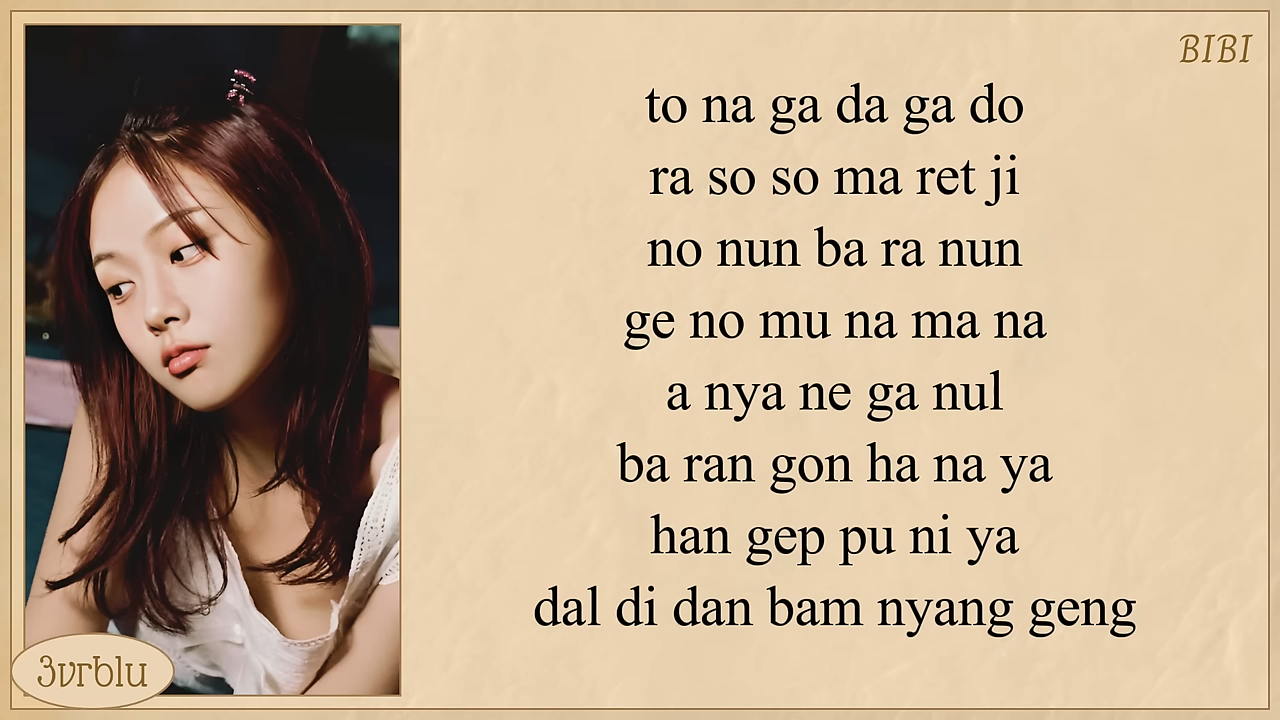 BIBI
to na ga da ga do
ra so so ma ret ji
no nun ba ra nun
ge no mu na ma na
a nya ne ga nul
ba ran gon ha na ya
han gep pu ni ya
dal di dan bam nyang geng
3vrblu